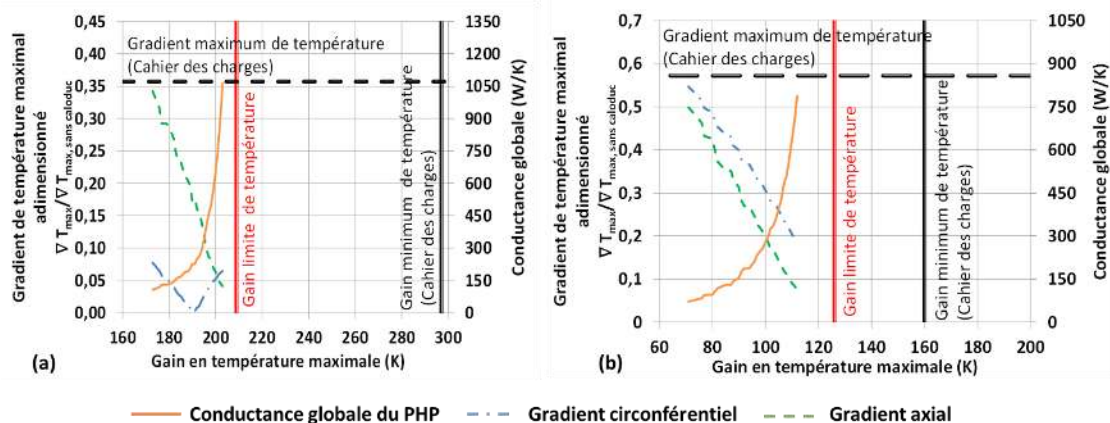 Gradient de température maximal
adimensionné
∇ Tmax/ ∇ Tmax, sans caloduc
0,45
0,40
0,35
0,30
0,25
0,20
0,15
0,10
0,05
0,00
Gradient maximum de température
(Cahier des charges)
Gain limite de température
Gain minimum de température
(Cahier des charges)
1350
1200
1050
900
750
600
450
300
150
0
Conductance globale (W/K)
160 180 200 220 240 260 280 300
Gain en température maximale (K)
(a)
Gradient de température maximal
adimensionné
∇ Tmax/ ∇ Tmax, sans caloduc
0,7
0,6
0,5
0,4
0,3
0,2
0,1
0
Gradient maximum de température
(Cahier des charges)
Gain limite de température
Gain minimum de température
(Cahier des charges)
1050
900
750
600
450
300
150
0
Conductance globale (W/K)
60 80 100 120 140 160 180 200
Gain en température maximale (K)
(b)
Conductance globale du PHP
Gradient circonférentiel
Gradient axial